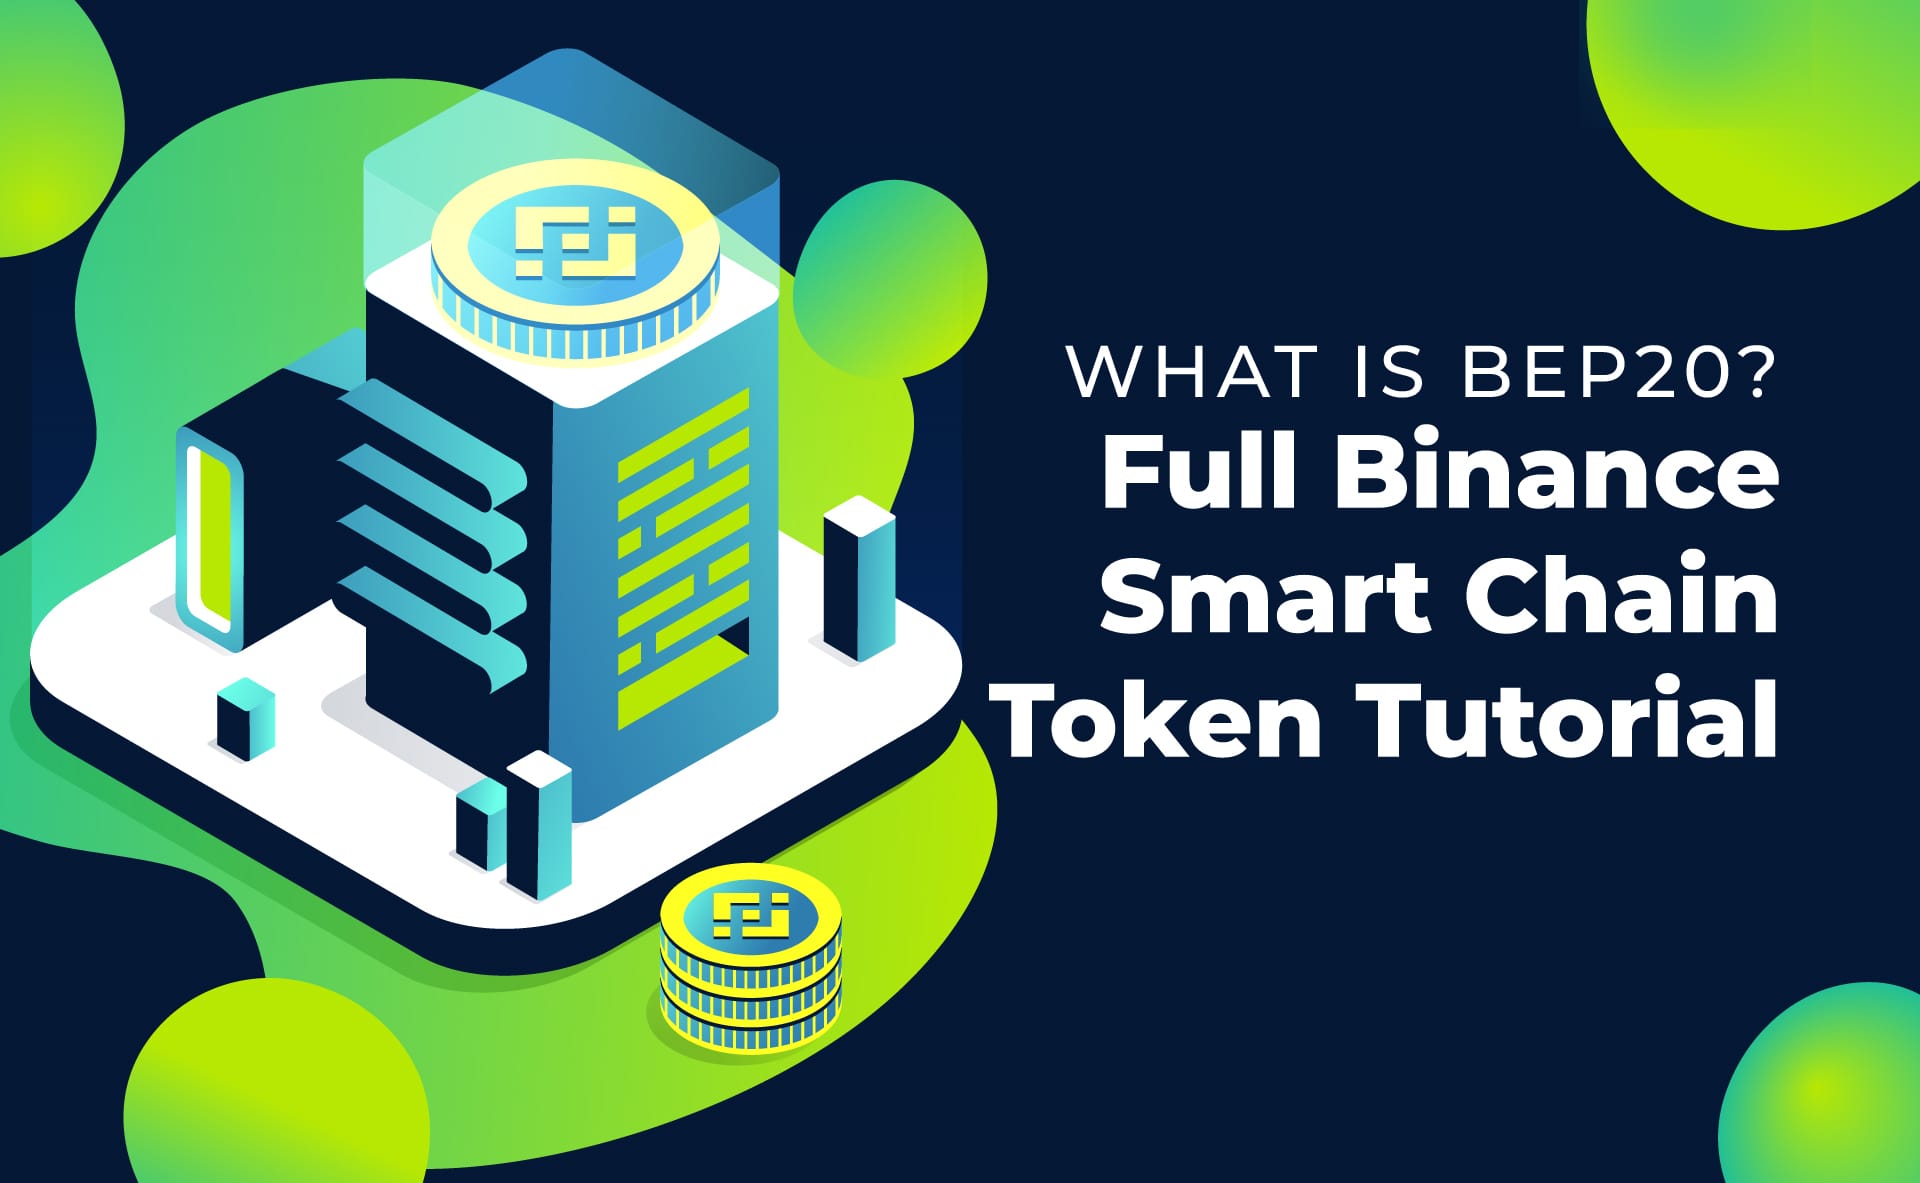 WHAT IS BEP20?
Full Binance
Smart Chain
Token Tutorial